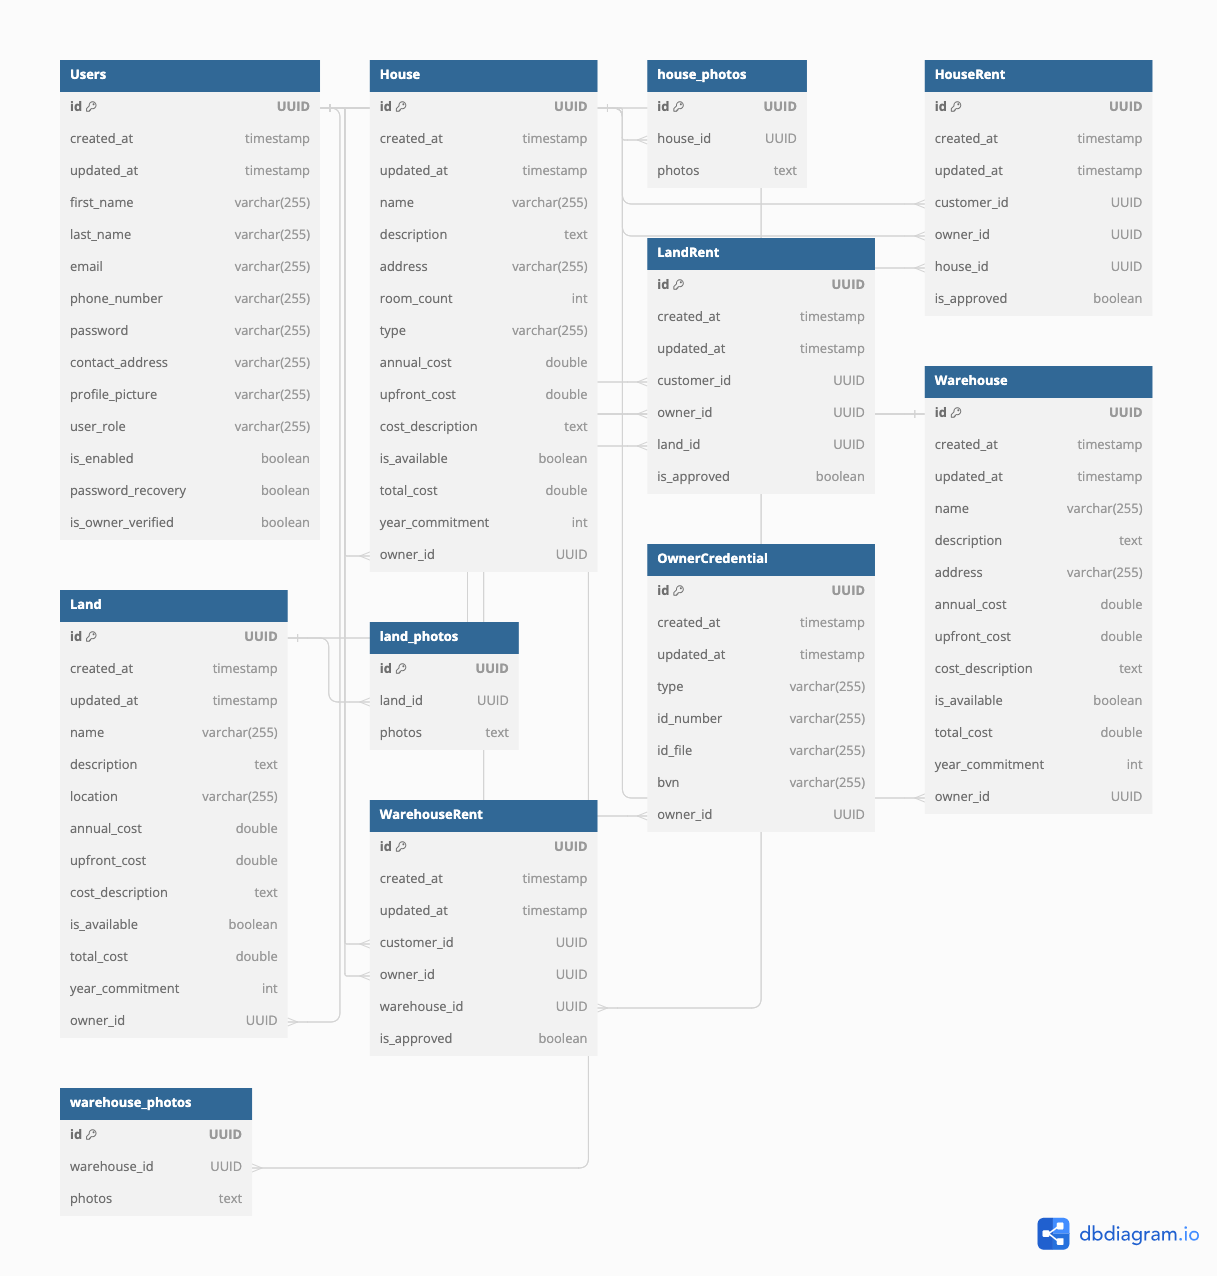 Users
id UUID
created_at timestamp
updated_at timestamp
first_name varchar(255)
last_name varchar(255)
email varchar(255)
phone_number varchar(255)
password varchar(255)
contact_address varchar(255)
profile_picture varchar(255)
user_role varchar(255)
is_enabled boolean
password_recovery boolean
is_owner_verified boolean
House
id UUID
created_at timestamp
updated_at timestamp
name varchar(255)
description text
address varchar(255)
room_count int
type varchar(255)
annual_cost double
upfront_cost double
cost_description text
is_available boolean
total_cost double
year_commitment int
owner_id UUID
house_photos
id UUID
house_id UUID
photos text
HouseRent
id UUID
created_at timestamp
updated_at timestamp
customer_id UUID
owner_id UUID
house_id UUID
is_approved boolean
LandRent
id UUID
created_at timestamp
updated_at timestamp
customer_id UUID
owner_id UUID
land_id UUID
is_approved boolean
Warehouse
id UUID
created_at timestamp
updated_at timestamp
name varchar(255)
description text
address varchar(255)
annual_cost double
upfront_cost double
cost_description text
is_available boolean
total_cost double
year_commitment int
owner_id UUID
OwnerCredential
id UUID
created_at timestamp
updated_at timestamp
type varchar(255)
id_number varchar(255)
id_file varchar(255)
bvn varchar(255)
owner_id UUID
Land
id UUID
created_at timestamp
updated_at timestamp
name varchar(255)
description text
location varchar(255)
annual_cost double
upfront_cost double
cost_description text
is_available boolean
total_cost double
year_commitment int
owner_id UUID
land_photos
id UUID
land_id UUID
photos text
WarehouseRent
id UUID
created_at timestamp
updated_at timestamp
customer_id UUID
owner_id UUID
warehouse_id UUID
is_approved boolean
warehouse_photos
id UUID
warehouse_id UUID
photos text
dbdiagram.io